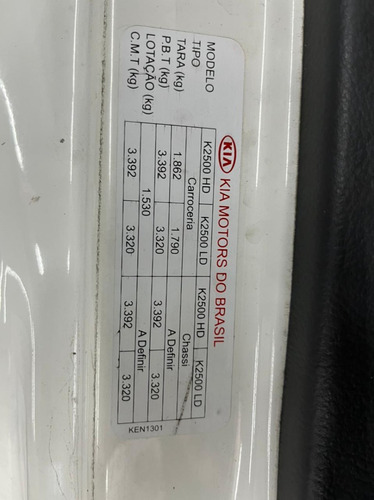 KIA KIA MOTORS DO BRASIL
MODELO K2500 HD K2500 LD K2500 HD K2500 LD
TIPO Carroceria Chassi
TARA (kg) 1.862 1.790 A Definir
P.B.T (kg) 3.392 3.320 3.392 3.320
LOTAÇÃO (kg) 1.530 A Definir
C.M.T (kg) 3.392 3.320 3.392 3.320
KEN1301